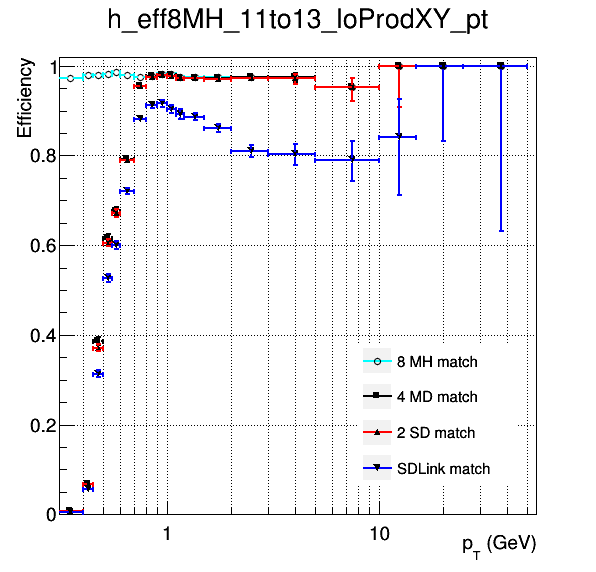 h_eff8MH_11to13_loProdXY_pt
Efficiency
1
0.8
0.6
0.4
0.2
0
8 MH match
4 MD match
2 SD match
SDLink match
1
10
p_T (GeV)